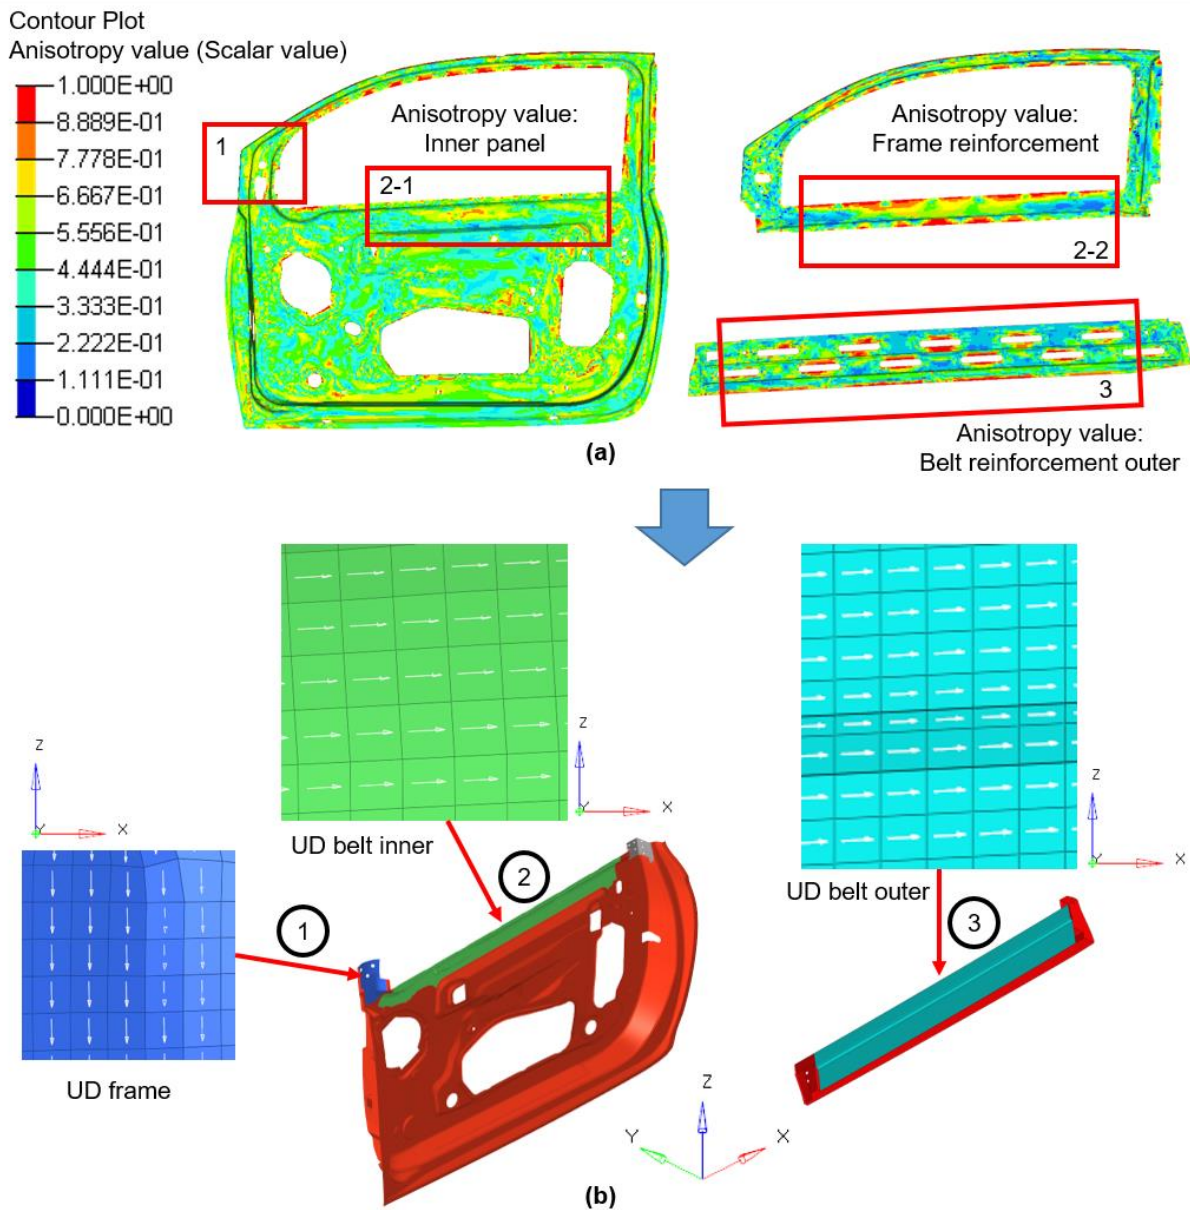 Contour Plot
Anisotropy value (Scalar value)
1.000E+00
8.889E-01
7.778E-01
6.667E-01
5.556E-01
4.444E-01
3.333E-01
2.222E-01
1.111E-01
0.000E+00
1
Anisotropy value:
Inner panel
2-1
Anisotropy value:
Frame reinforcement
2-2
3
Anisotropy value:
Belt reinforcement outer
(a)
Z
Y
X
UD belt inner
Z
Y
X
UD belt outer
Z
Y
X
UD frame
1
2
3
Z
Y
X
(b)